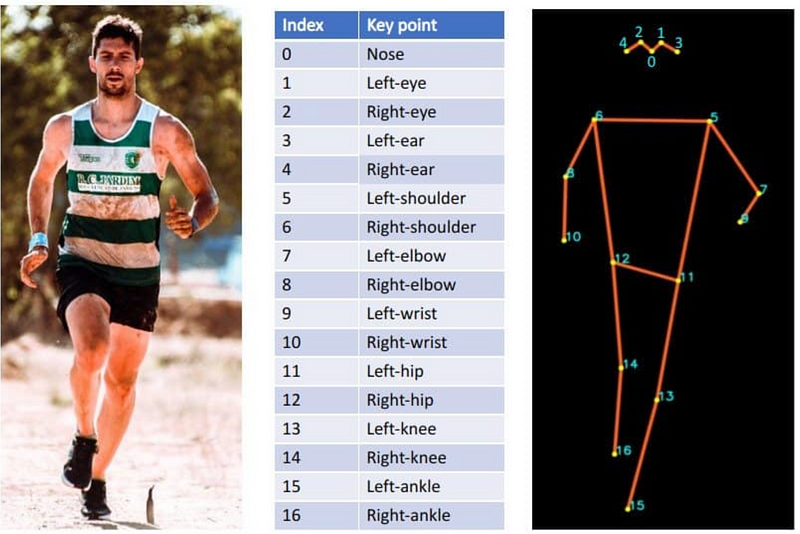 R.C. JARDIM
Index Key point
0 Nose
1 Left-eye
2 Right-eye
3 Left-ear
4 Right-ear
5 Left-shoulder
6 Right-shoulder
7 Left-elbow
8 Right-elbow
9 Left-wrist
10 Right-wrist
11 Left-hip
12 Right-hip
13 Left-knee
14 Right-knee
15 Left-ankle
16 Right-ankle
4 2 1 3
0
6 5
8 7
9
10
12 11
14 13
16
15